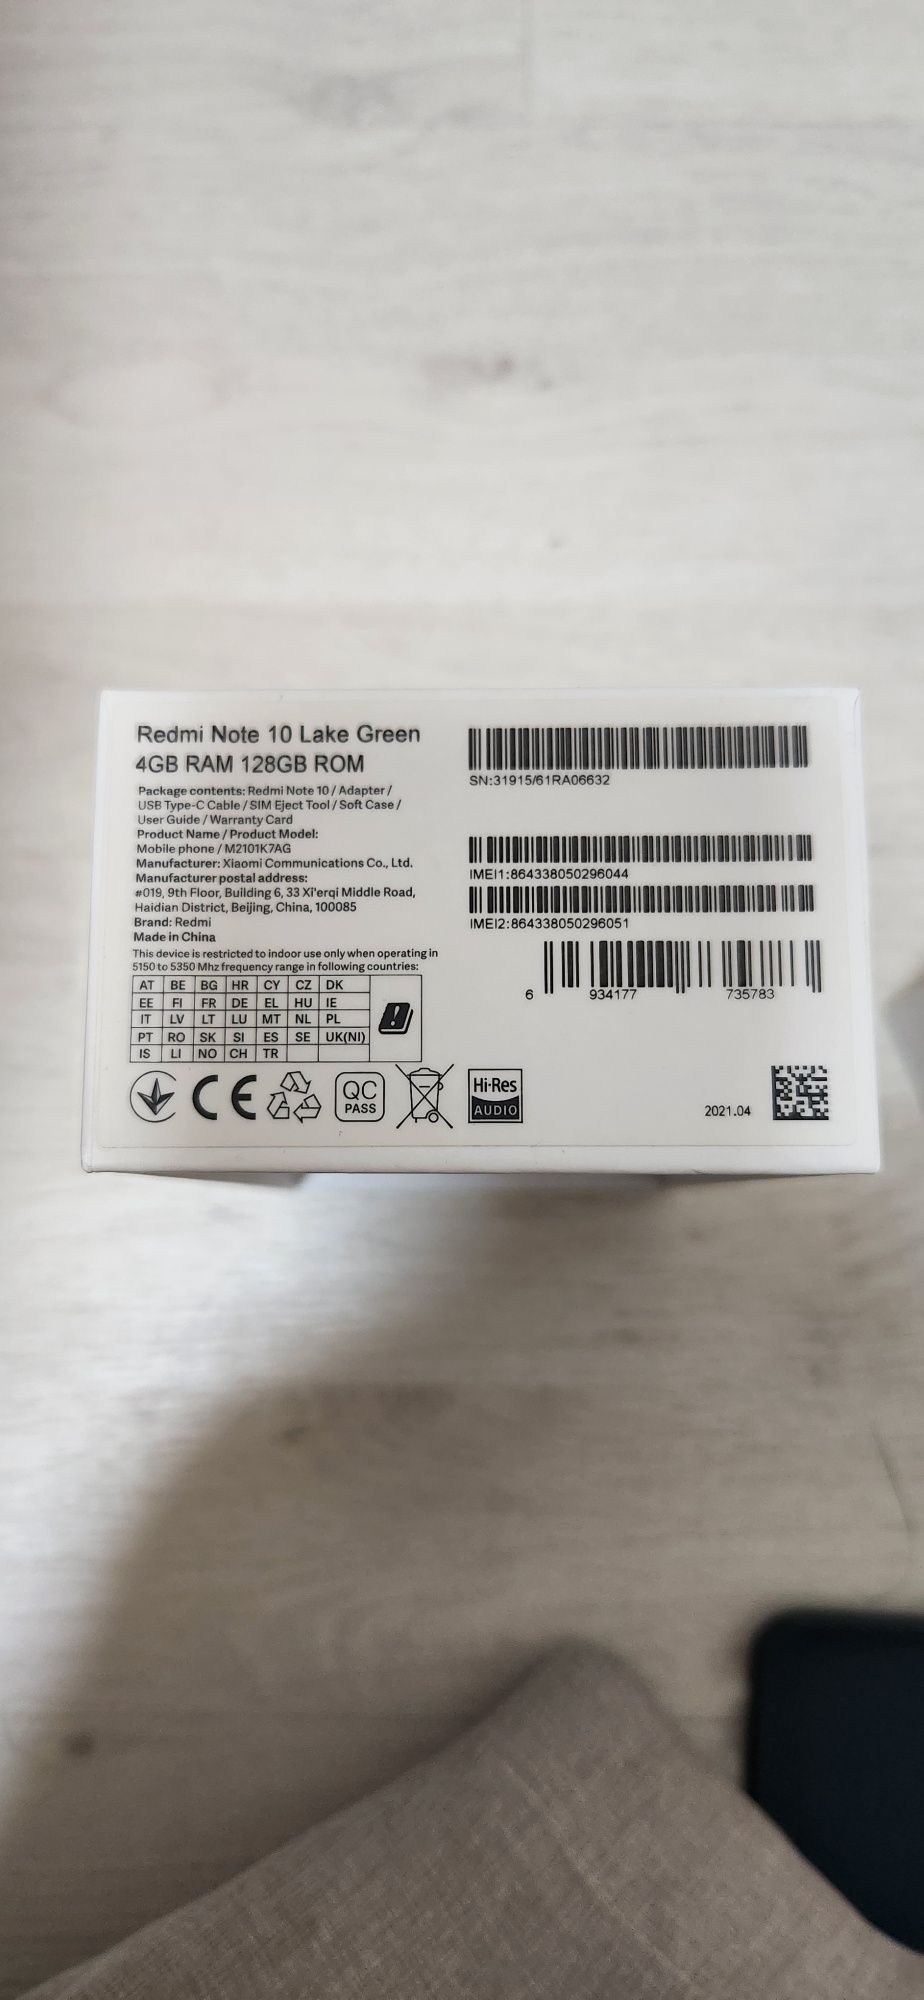 Redmi Note 10 Lake Green
4GB RAM 128GB ROM
Package contents: Redmi Note 10 / Adapter /
USB Type-C Cable / SIM Eject Tool / Soft Case /
User Guide / Warranty Card
Product Name / Product Model:
Mobile phone / M2101K7AG
Manufacturer: Xiaomi Communications Co., Ltd.
Manufacturer postal address:
#019, 9th Floor, Building 6, 33 Xi'erqi Middle Road,
Haidian District, Beijing, China, 100085
Brand: Redmi
Made in China
This device is restricted to indoor use only when operating in
5150 to 5350 Mhz frequency range in following countries:
AT BE BG HR CY CZ DK
EE FI FR DE EL HU IE
IT LV LT LU MT NL PL
PT RO SK SI ES SE UK(NI)
IS LI NO CH TR
CE
QC
PASS
Hi-Res
AUDIO
SN:31915/61RA06632
IMEI1:864338050296044
IMEI2:864338050296051
6 934177 735783
2021.04